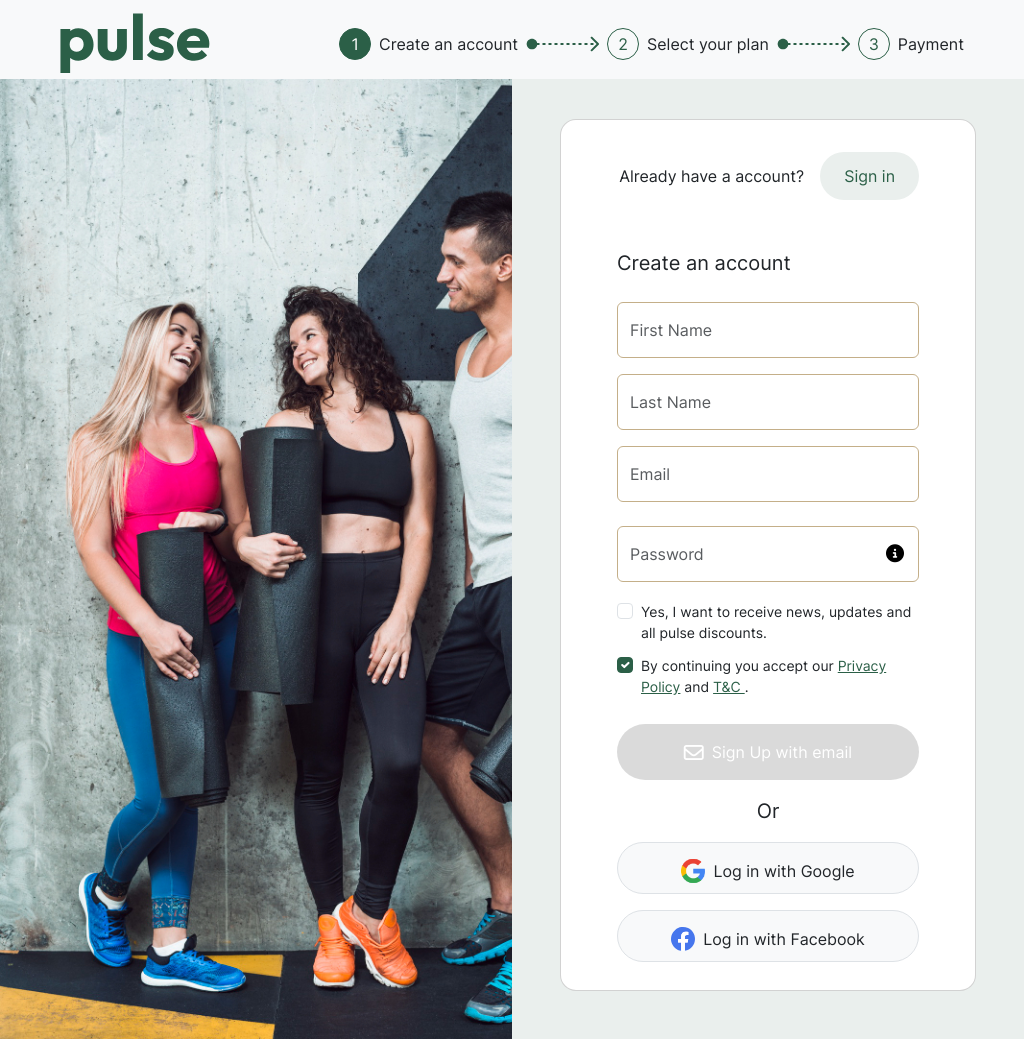 pulse
1 Create an account 2 Select your plan 3 Payment
Already have a account? Sign in
Create an account
First Name
Last Name
Email
Password
Yes, I want to receive news, updates and
all pulse discounts.
By continuing you accept our Privacy
Policy and T&C .
Sign Up with email
Or
Log in with Google
Log in with Facebook